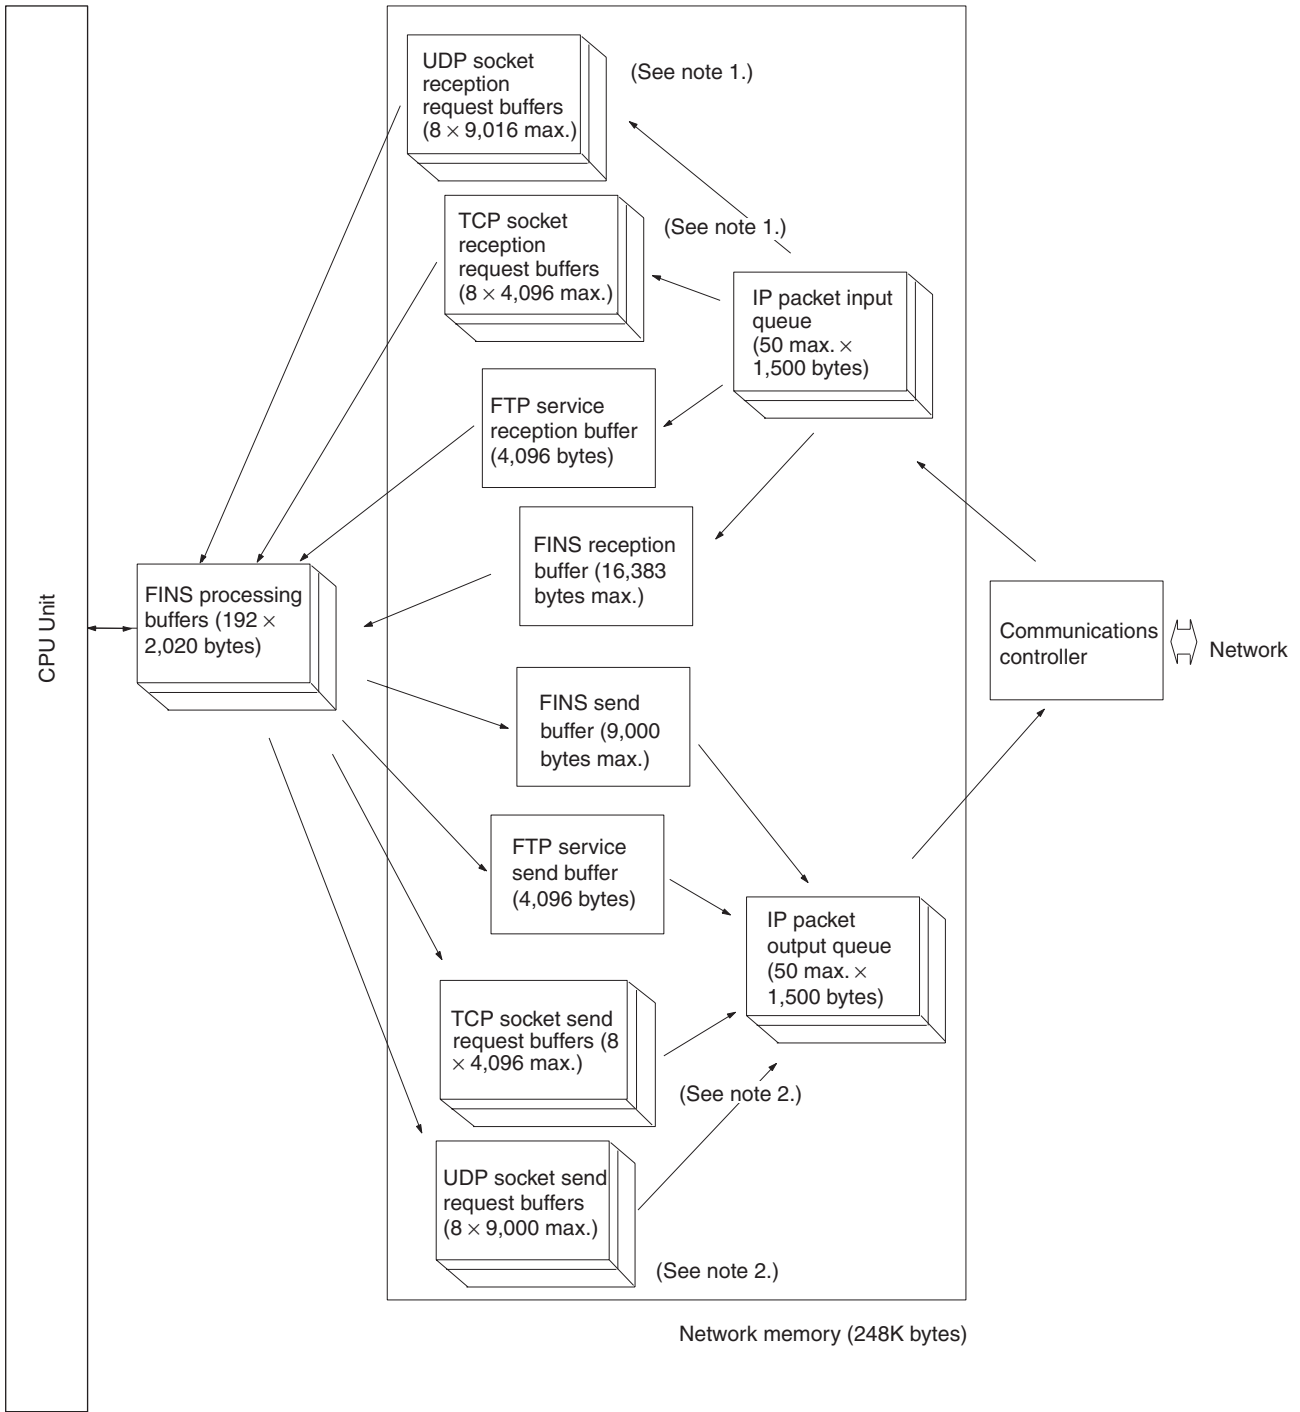 UDP socket
reception
request buffers
(8 × 9,016 max.)
(See note 1.)
TCP socket
reception
request buffers
(8 × 4,096 max.)
(See note 1.)
IP packet input
queue
(50 max. ×
1,500 bytes)
FTP service
reception buffer
(4,096 bytes)
FINS reception
buffer (16,383
bytes max.)
CPU Unit
FINS processing
buffers (192 ×
2,020 bytes)
Communications
controller
Network
FINS send
buffer (9,000
bytes max.)
FTP service
send buffer
(4,096 bytes)
IP packet
output queue
(50 max. ×
1,500 bytes)
TCP socket send
request buffers (8
× 4,096 max.)
(See note 2.)
UDP socket send
request buffers
(8 × 9,000 max.)
(See note 2.)
Network memory (248K bytes)